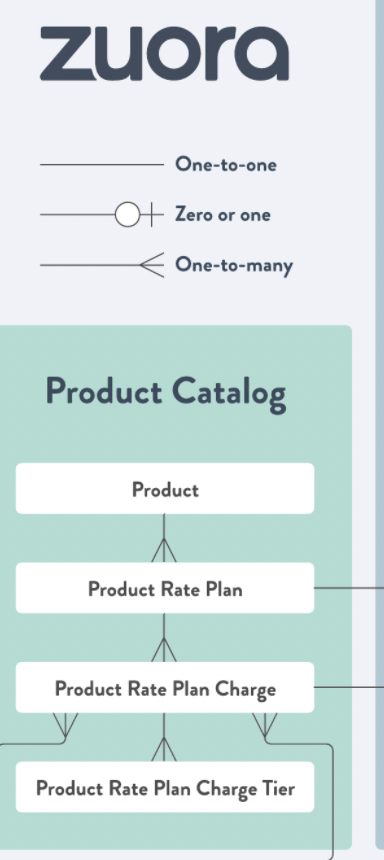 zuora
One-to-one
Zero or one
One-to-many
Product Catalog
Product
Product Rate Plan
Product Rate Plan Charge
Product Rate Plan Charge Tier